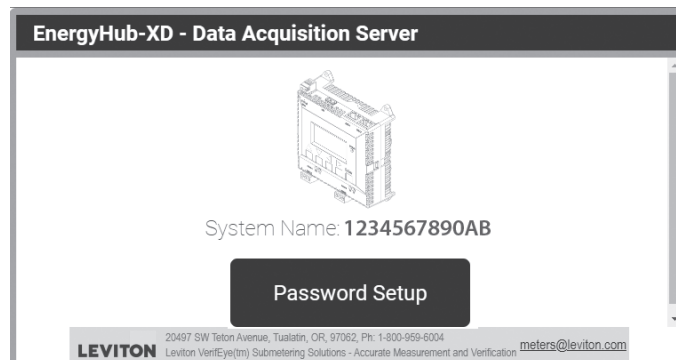 EnergyHub-XD - Data Acquisition Server
System Name: 1234567890AB
Password Setup
LEVITON
20497 SW Teton Avenue, Tualatin, OR, 97062, Ph: 1-800-959-6004
Leviton VerifEye(tm) Submetering Solutions - Accurate Measurement and Verification
meters@leviton.com